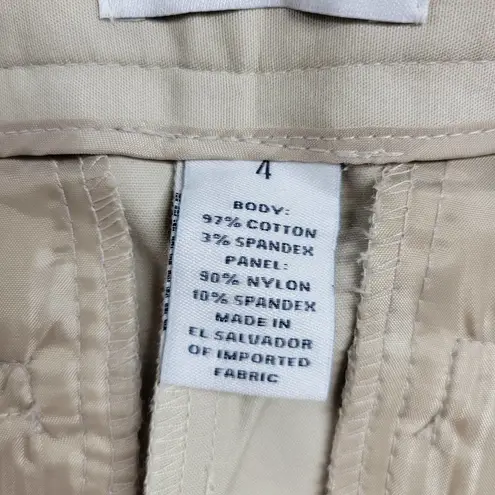 4
BODY:
97% COTTON
3% SPANDEX
PANEL:
90% NYLON
10% SPANDEX
MADE IN
EL SALVADOR
OF IMPORTED
FABRIC